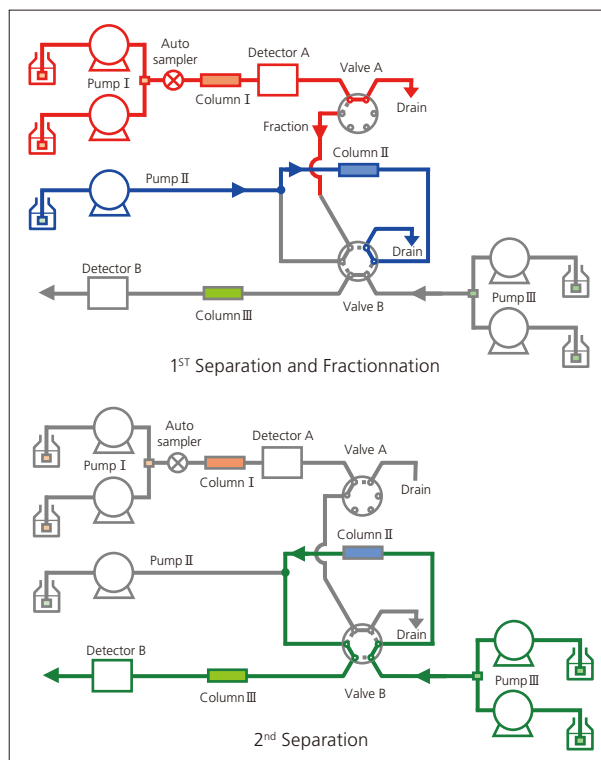 Auto
sampler
Detector A
Valve A
Pump I
Column I
Drain
Fraction
Column II
Pump II
Drain
Detector B
Pump III
Column III
Valve B
1ST Separation and Fractionnation
Auto
sampler
Detector A
Valve A
Pump I
Column I
Drain
Column II
Pump II
Drain
Detector B
Pump III
Column III
Valve B
2nd Separation